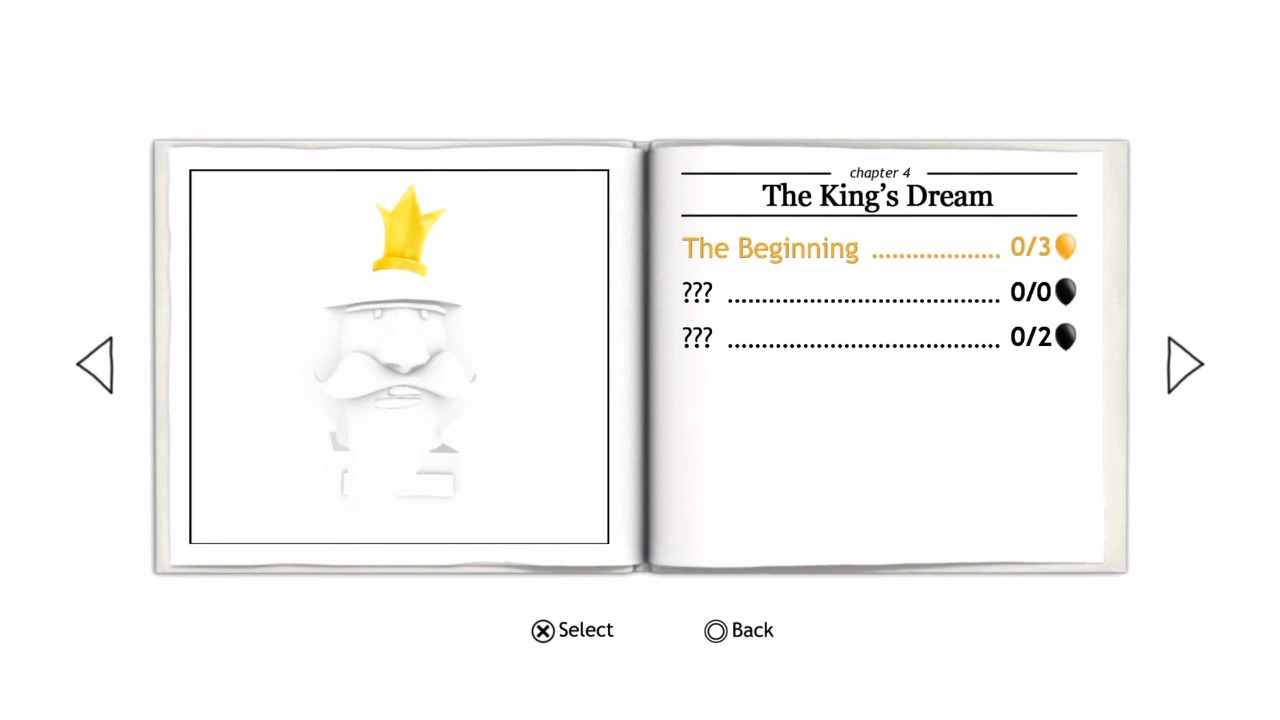 chapter 4
The King's Dream
The Beginning ................... 0/3
??? ........................................ 0/0
??? ........................................ 0/2
Select
Back